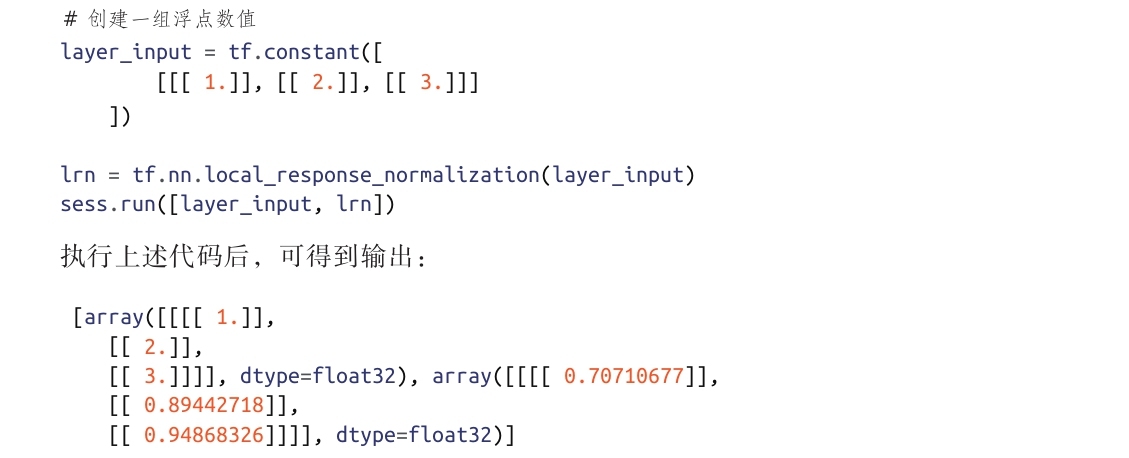 # 创建一组浮点数值
layer_input = tf.constant([
        [[[ 1.]], [[ 2.]], [[ 3.]]]
    ])
lrn = tf.nn.local_response_normalization(layer_input)
sess.run([layer_input, lrn])
执行上述代码后，可得到输出：
[array([[[[ 1.]],
   [[ 2.]],
   [[ 3.]]]], dtype=float32), array([[[[ 0.70710677]],
   [[ 0.89442718]],
   [[ 0.94868326]]]], dtype=float32)]